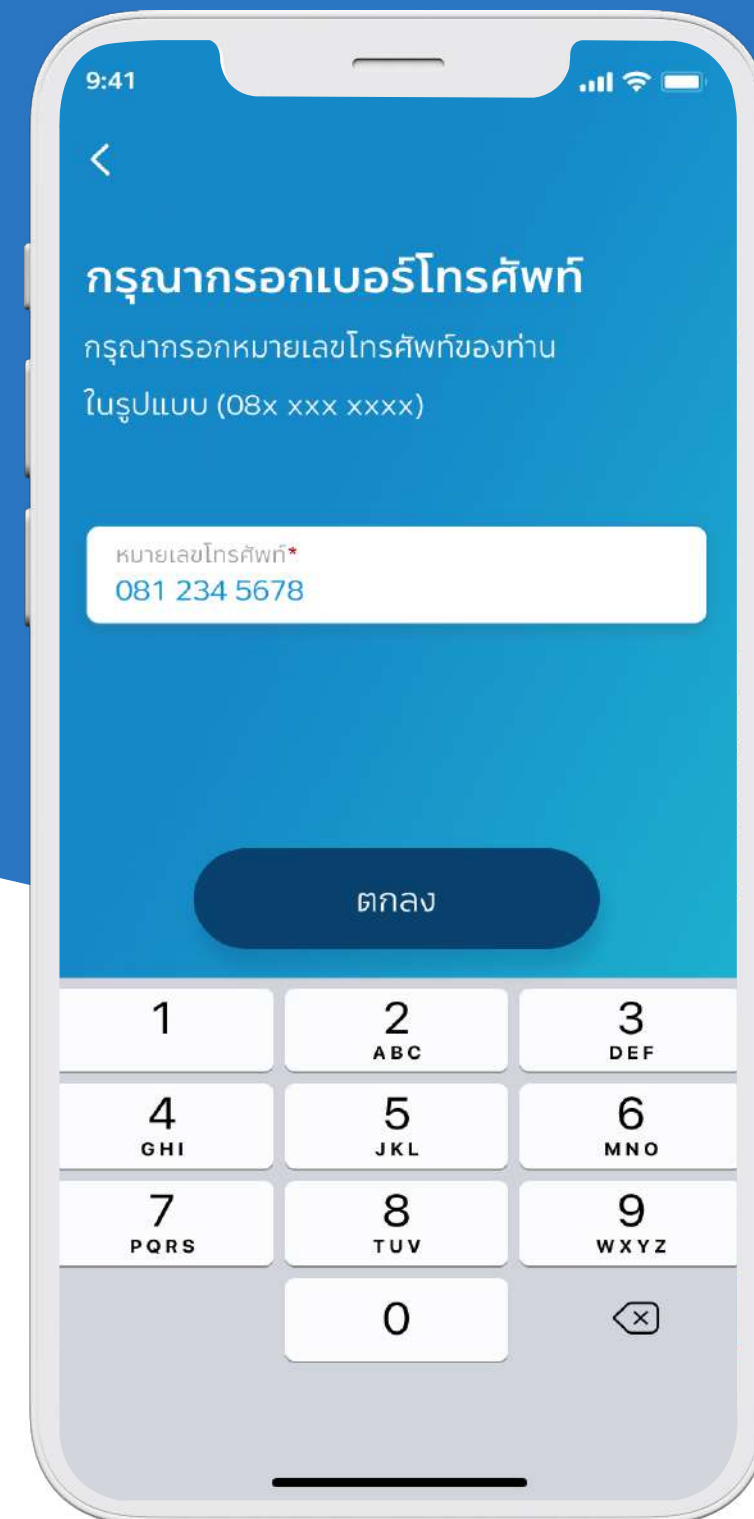 9:41
กรุณากรอกเบอร์โทรศัพท์
กรุณากรอกหมายเลขโทรศัพท์ของท่าน
ในรูปแบบ (08x xxx xxxx)
หมายเลขโทรศัพท์*
081 234 5678
ตกลง
1 2 3
ABC DEF
4 5 6
GHI JKL MNO
7 8 9
PQRS TUV WXYZ
0